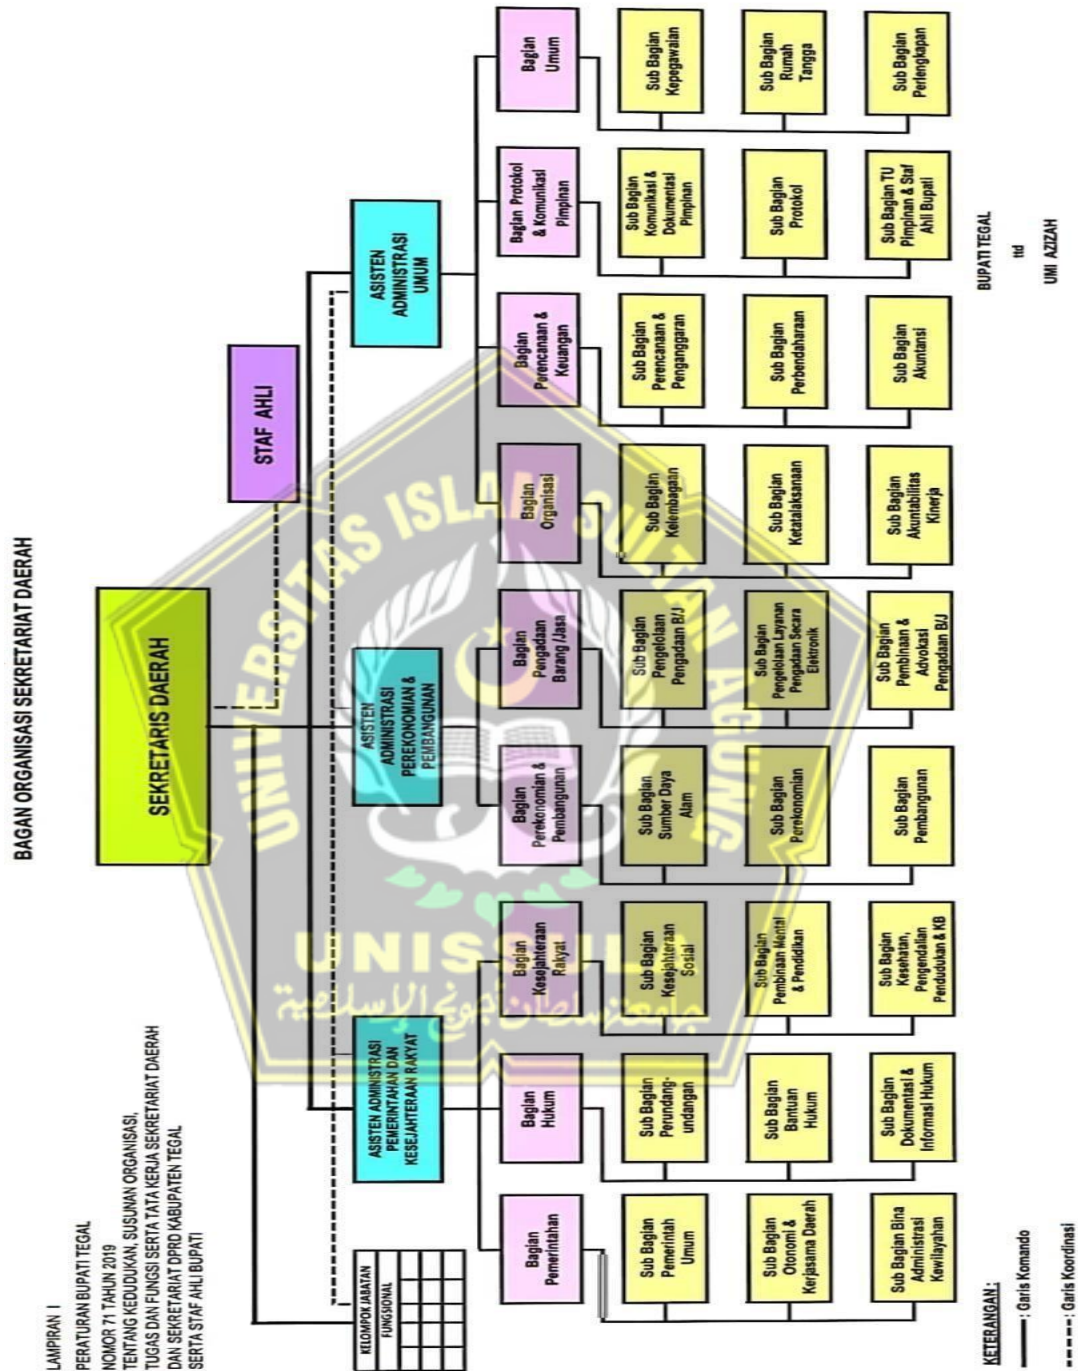 BAGAN ORGANISASI SEKRETARIAT DAERAH
LAMPIRAN I
PERATURAN BUPATI TEGAL
NOMOR 71 TAHUN 2019
TENTANG KEDUDUKAN, SUSUNAN ORGANISASI,
TUGAS DAN FUNGSI SERTA TATA KERJA SEKRETARIAT DAERAH
DAN SEKRETARIAT DPRD KABUPATEN TEGAL
SERTA STAF AHLI BUPATI
SEKRETARIS DAERAH
STAF AHLI
KELOMPOK JABATAN
FUNGSIONAL
ASISTEN ADMINISTRASI
PEMERINTAHAN DAN
KESEJAHTERAAN RAKYAT
ASISTEN
ADMINISTRASI
PEREKONOMIAN &
PEMBANGUNAN
ASISTEN
ADMINISTRASI
UMUM
Bagian
Pemerintahan
Bagian
Hukum
Bagian
Kesejahteraan
Rakyat
Bagian
Perekonomian &
Pembangunan
Bagian
Pengadaan
Barang /Jasa
Bagian
Organisasi
Bagian
Perencanaan &
Keuangan
Bagian Protokol
& Komunikasi
Pimpinan
Bagian
Umum
Sub Bagian
Pemerintah
Umum
Sub Bagian
Perundang-
undangan
Sub Bagian
Kesejahteraan
Sosial
Sub Bagian
Sumber Daya
Alam
Sub Bagian
Pengelolaan
Pengadaan B/J
Sub Bagian
Kelembagaan
Sub Bagian
Perencanaan &
Penganggaran
Sub Bagian
Komunikasi &
Dokumentasi
Pimpinan
Sub Bagian
Kepegawaian
Sub Bagian
Otonomi &
Kerjasama Daerah
Sub Bagian
Bantuan
Hukum
Sub Bagian
Pembinaan Mental
& Pendidikan
Sub Bagian
Perekonomian
Sub Bagian
Pengelolaan Layanan
Pengadaan Secara
Elektronik
Sub Bagian
Ketatalaksanaan
Sub Bagian
Perbendaharaan
Sub Bagian
Protokol
Sub Bagian
Rumah
Tangga
Sub Bagian Bina
Administrasi
Kewilayahan
Sub Bagian
Dokumentasi &
Informasi Hukum
Sub Bagian
Kesehatan,
Pengendalian
Pendudukan & KB
Sub Bagian
Pembangunan
Sub Bagian
Pembinaan &
Advokasi
Pengadaan B/J
Sub Bagian
Akuntabilitas
Kinerja
Sub Bagian
Akuntansi
Sub Bagian TU
Pimpinan & Staf
Ahli Bupati
Sub Bagian
Perlengkapan
KETERANGAN :
: Garis Komando
: Garis Koordinasi
BUPATI TEGAL
ttd
UMI AZIZAH
UNIVERSITAS ISLAM SULTAN AGUNG
UNISSULA
جامعة سلطان أجونج الإسلامية